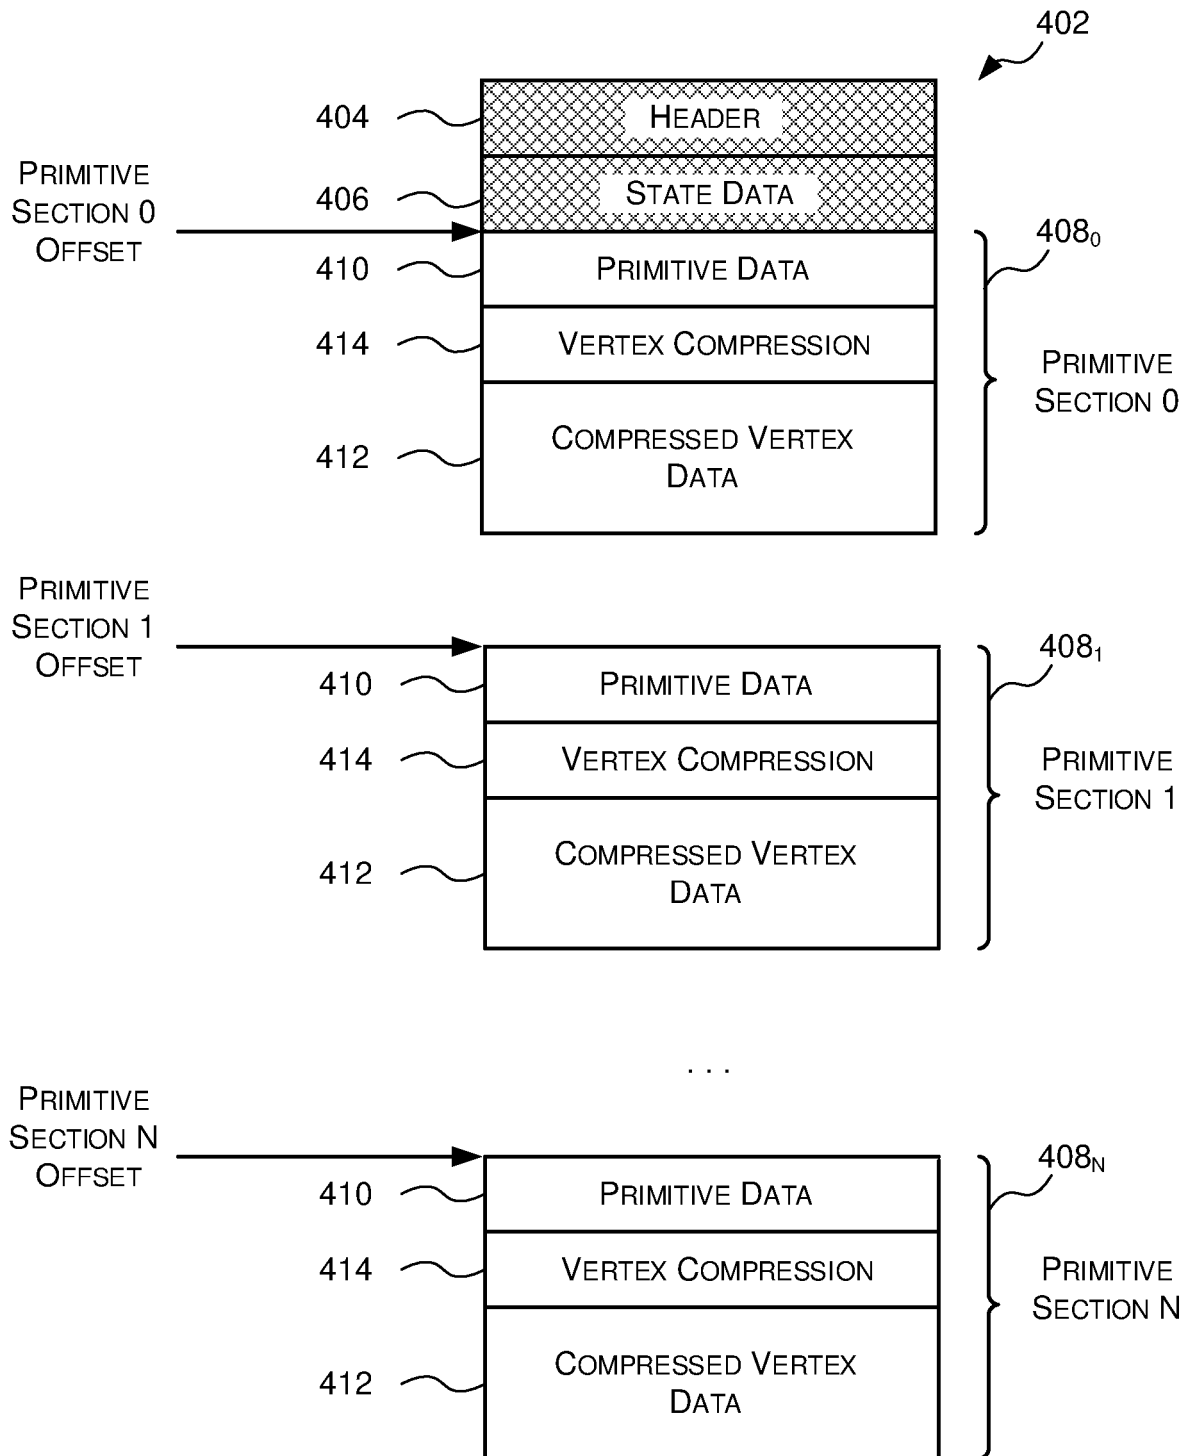 402
404
HEADER
PRIMITIVE
SECTION 0
OFFSET
406
STATE DATA
408₀
410
PRIMITIVE DATA
414
VERTEX COMPRESSION
PRIMITIVE
SECTION 0
412
COMPRESSED VERTEX
DATA
PRIMITIVE
SECTION 1
OFFSET
408₁
410
PRIMITIVE DATA
414
VERTEX COMPRESSION
PRIMITIVE
SECTION 1
412
COMPRESSED VERTEX
DATA
. . .
PRIMITIVE
SECTION N
OFFSET
408N
410
PRIMITIVE DATA
414
VERTEX COMPRESSION
PRIMITIVE
SECTION N
412
COMPRESSED VERTEX
DATA